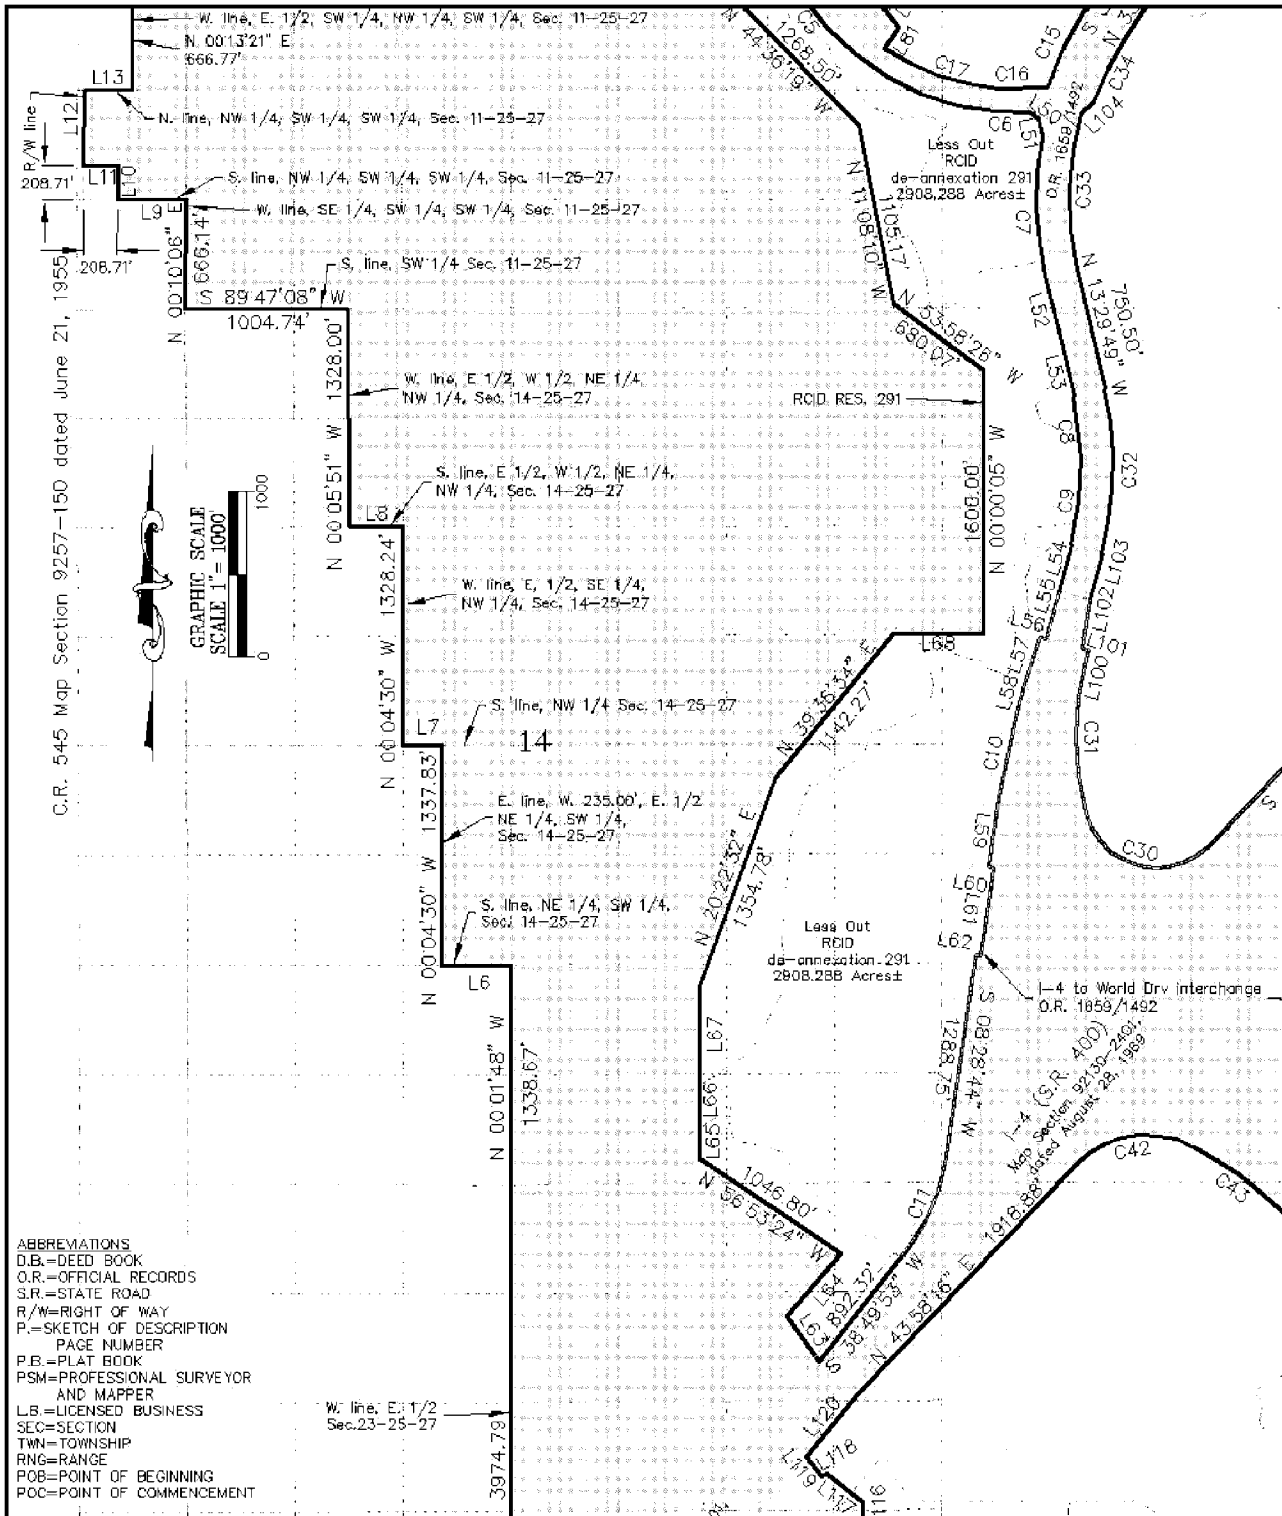 W. line, E. 1/2, SW 1/4, NW 1/4, SW 1/4, Sec. 11-25-27
N 00°13'21" E
666.77'
L13
L12
R/W line
N. line, NW 1/4, SW 1/4, SW 1/4, Sec. 11-25-27
L11
L10
208.71'
S. line, NW 1/4, SW 1/4, SW 1/4, Sec. 11-25-27
L9
W. line, SE 1/4, SW 1/4, SW 1/4, Sec. 11-25-27
208.71'
N 00°10'06" E
666.14'
S. line, SW 1/4 Sec. 11-25-27
S 89°47'08" W
1004.74'
C.R. 545 Map Section 9257-150 dated June 21, 1955
N 00°05'51" W
1328.00'
W. line, E 1/2, W 1/2, NE 1/4,
NW 1/4, Sec. 14-25-27
S. line, E 1/2, W 1/2, NE 1/4,
NW 1/4, Sec. 14-25-27
L8
GRAPHIC SCALE
SCALE 1"= 1000'
1000
0
N 00°04'30" W
1328.24'
W. line, E. 1/2, SE 1/4,
NW 1/4, Sec. 14-25-27
S. line, NW 1/4 Sec. 14-25-27
L7
14
N 00°04'30" W
1337.83'
E. line, W. 235.00', E. 1/2
NE 1/4, SW 1/4,
Sec. 14-25-27
S. line, NE 1/4, SW 1/4,
Sec. 14-25-27
L6
N 00°01'48" W
1338.67'
W. line, E. 1/2
Sec.23-25-27
3974.79
N 44°36'19" W
1268.50'
C5
L81
C17
C16
C15
S
N 3
C34
L104
C6
L50
L51
O.R. 1659/1492
Less Out
RCID
de-annexation 291
2908.288 Acres±
N 11°08'10" W
1105.17'
C7
C33
N 53°58'26" W
680.07'
L52
N 13°29'49" W
750.50'
L53
RCID RES. 291
N 00°00'05" W
1609.00'
C8
C32
C9
L54
L103
L55
L102
L56
L101
L57
L68
L58
L100
N 39°36'34" E
1142.27'
C10
C31
S
N 20°22'32" E
1354.78'
L59
C30
L60
L61
L62
Less Out
RCID
de-annexation 291
2908.288 Acres±
I-4 to World Drv Interchange
O.R. 1659/1492
L67
L66
L65
S 08°28'44" W
1288.75'
I-4 (S.R. 400)
Map Section 92130-2401,
dated August 28, 1969
N 56°53'24" W
1046.80'
C11
C42
C43
L64
L63
S 38°49'53" W
892.32'
N 43°58'16" E 1918.88'
L120
L119
L118
L117
L116
ABBREVIATIONS
D.B.=DEED BOOK
O.R.=OFFICIAL RECORDS
S.R.=STATE ROAD
R/W=RIGHT OF WAY
P.=SKETCH OF DESCRIPTION
PAGE NUMBER
P.B.=PLAT BOOK
PSM=PROFESSIONAL SURVEYOR
AND MAPPER
L.B.=LICENSED BUSINESS
SEC=SECTION
TWN=TOWNSHIP
RNG=RANGE
POB=POINT OF BEGINNING
POC=POINT OF COMMENCEMENT